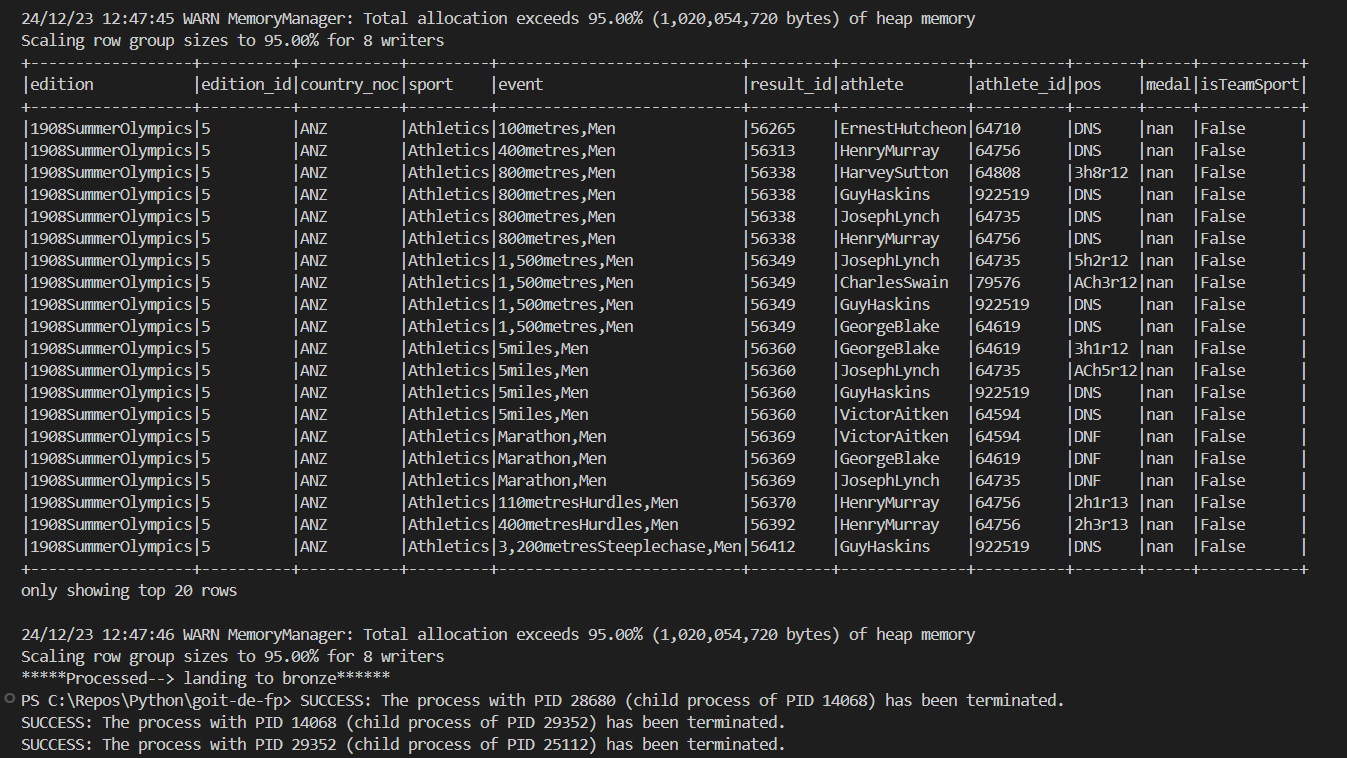 24/12/23 12:47:45 WARN MemoryManager: Total allocation exceeds 95.00% (1,020,054,720 bytes) of heap memory
Scaling row group sizes to 95.00% for 8 writers
+------------------+----------+-----------+---------+---------------------------+---------+--------------+----------+-------+-----+-----------+
|edition           |edition_id|country_noc|sport    |event                      |result_id|athlete       |athlete_id|pos    |medal|isTeamSport|
+------------------+----------+-----------+---------+---------------------------+---------+--------------+----------+-------+-----+-----------+
|1908SummerOlympics|5         |ANZ        |Athletics|100metres,Men              |56265    |ErnestHutcheon|64710     |DNS    |nan  |False      |
|1908SummerOlympics|5         |ANZ        |Athletics|400metres,Men              |56313    |HenryMurray   |64756     |DNS    |nan  |False      |
|1908SummerOlympics|5         |ANZ        |Athletics|800metres,Men              |56338    |HarveySutton  |64808     |3h8r12 |nan  |False      |
|1908SummerOlympics|5         |ANZ        |Athletics|800metres,Men              |56338    |GuyHaskins    |922519    |DNS    |nan  |False      |
|1908SummerOlympics|5         |ANZ        |Athletics|800metres,Men              |56338    |JosephLynch   |64735     |DNS    |nan  |False      |
|1908SummerOlympics|5         |ANZ        |Athletics|800metres,Men              |56338    |HenryMurray   |64756     |DNS    |nan  |False      |
|1908SummerOlympics|5         |ANZ        |Athletics|1,500metres,Men            |56349    |JosephLynch   |64735     |5h2r12 |nan  |False      |
|1908SummerOlympics|5         |ANZ        |Athletics|1,500metres,Men            |56349    |CharlesSwain  |79576     |ACh3r12|nan  |False      |
|1908SummerOlympics|5         |ANZ        |Athletics|1,500metres,Men            |56349    |GuyHaskins    |922519    |DNS    |nan  |False      |
|1908SummerOlympics|5         |ANZ        |Athletics|1,500metres,Men            |56349    |GeorgeBlake   |64619     |DNS    |nan  |False      |
|1908SummerOlympics|5         |ANZ        |Athletics|5miles,Men                 |56360    |GeorgeBlake   |64619     |3h1r12 |nan  |False      |
|1908SummerOlympics|5         |ANZ        |Athletics|5miles,Men                 |56360    |JosephLynch   |64735     |ACh5r12|nan  |False      |
|1908SummerOlympics|5         |ANZ        |Athletics|5miles,Men                 |56360    |GuyHaskins    |922519    |DNS    |nan  |False      |
|1908SummerOlympics|5         |ANZ        |Athletics|5miles,Men                 |56360    |VictorAitken  |64594     |DNS    |nan  |False      |
|1908SummerOlympics|5         |ANZ        |Athletics|Marathon,Men               |56369    |VictorAitken  |64594     |DNF    |nan  |False      |
|1908SummerOlympics|5         |ANZ        |Athletics|Marathon,Men               |56369    |GeorgeBlake   |64619     |DNF    |nan  |False      |
|1908SummerOlympics|5         |ANZ        |Athletics|Marathon,Men               |56369    |JosephLynch   |64735     |DNF    |nan  |False      |
|1908SummerOlympics|5         |ANZ        |Athletics|110metresHurdles,Men       |56370    |HenryMurray   |64756     |2h1r13 |nan  |False      |
|1908SummerOlympics|5         |ANZ        |Athletics|400metresHurdles,Men       |56392    |HenryMurray   |64756     |2h3r13 |nan  |False      |
|1908SummerOlympics|5         |ANZ        |Athletics|3,200metresSteeplechase,Men|56412    |GuyHaskins    |922519    |DNS    |nan  |False      |
+------------------+----------+-----------+---------+---------------------------+---------+--------------+----------+-------+-----+-----------+
only showing top 20 rows
24/12/23 12:47:46 WARN MemoryManager: Total allocation exceeds 95.00% (1,020,054,720 bytes) of heap memory
Scaling row group sizes to 95.00% for 8 writers
*****Processed--> landing to bronze******
PS C:\Repos\Python\goit-de-fp> SUCCESS: The process with PID 28680 (child process of PID 14068) has been terminated.
SUCCESS: The process with PID 14068 (child process of PID 29352) has been terminated.
SUCCESS: The process with PID 29352 (child process of PID 25112) has been terminated.